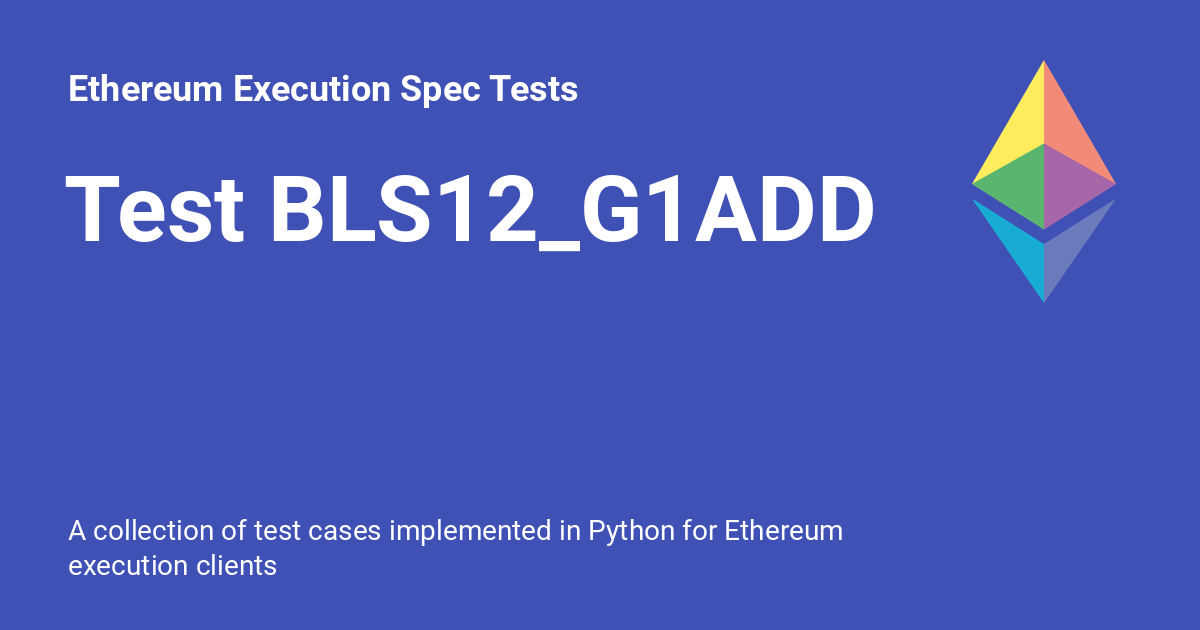 Ethereum Execution Spec Tests
Test BLS12_G1ADD
A collection of test cases implemented in Python for Ethereum
execution clients